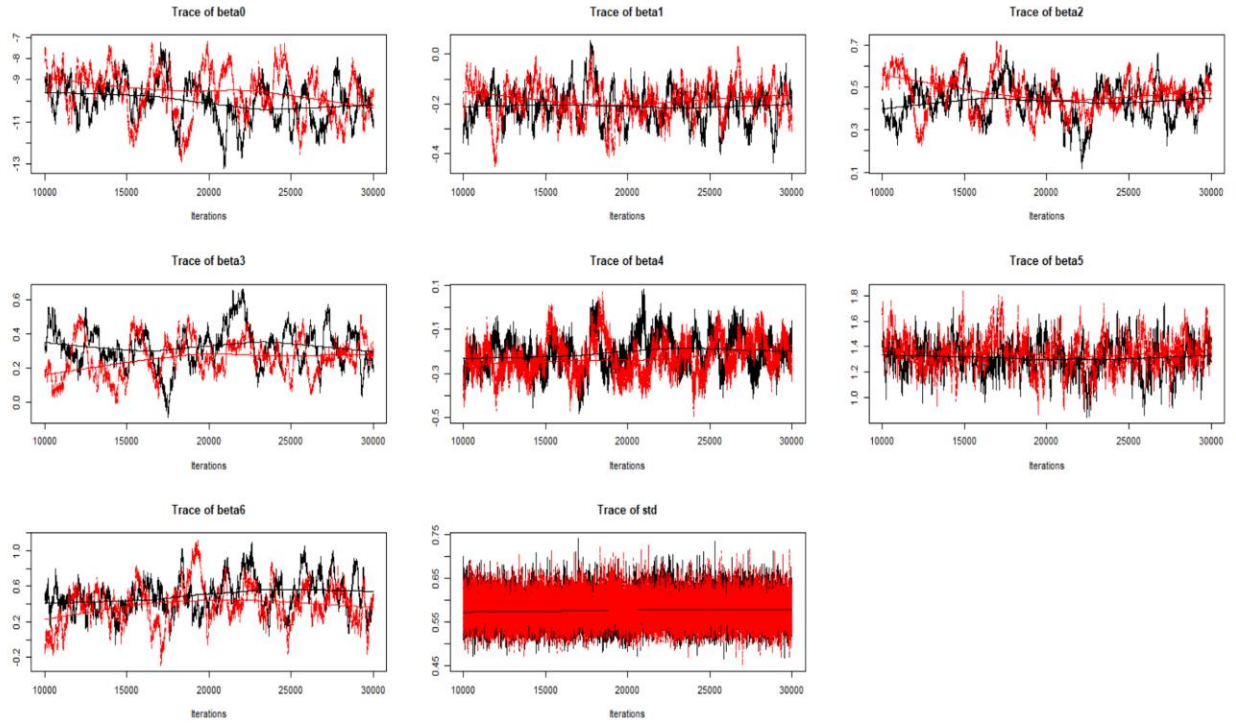 Trace of beta0
-7
-9
-11
-13
10000 15000 20000 25000 30000
Iterations
Trace of beta1
0.0
-0.2
-0.4
10000 15000 20000 25000 30000
Iterations
Trace of beta2
0.7
0.5
0.3
0.1
10000 15000 20000 25000 30000
Iterations
Trace of beta3
0.6
0.4
0.2
0.0
10000 15000 20000 25000 30000
Iterations
Trace of beta4
0.1
-0.1
-0.3
-0.5
10000 15000 20000 25000 30000
Iterations
Trace of beta5
1.8
1.6
1.4
1.2
1.0
10000 15000 20000 25000 30000
Iterations
Trace of beta6
1.0
0.6
0.2
-0.2
10000 15000 20000 25000 30000
Iterations
Trace of std
0.75
0.65
0.55
0.45
10000 15000 20000 25000 30000
Iterations